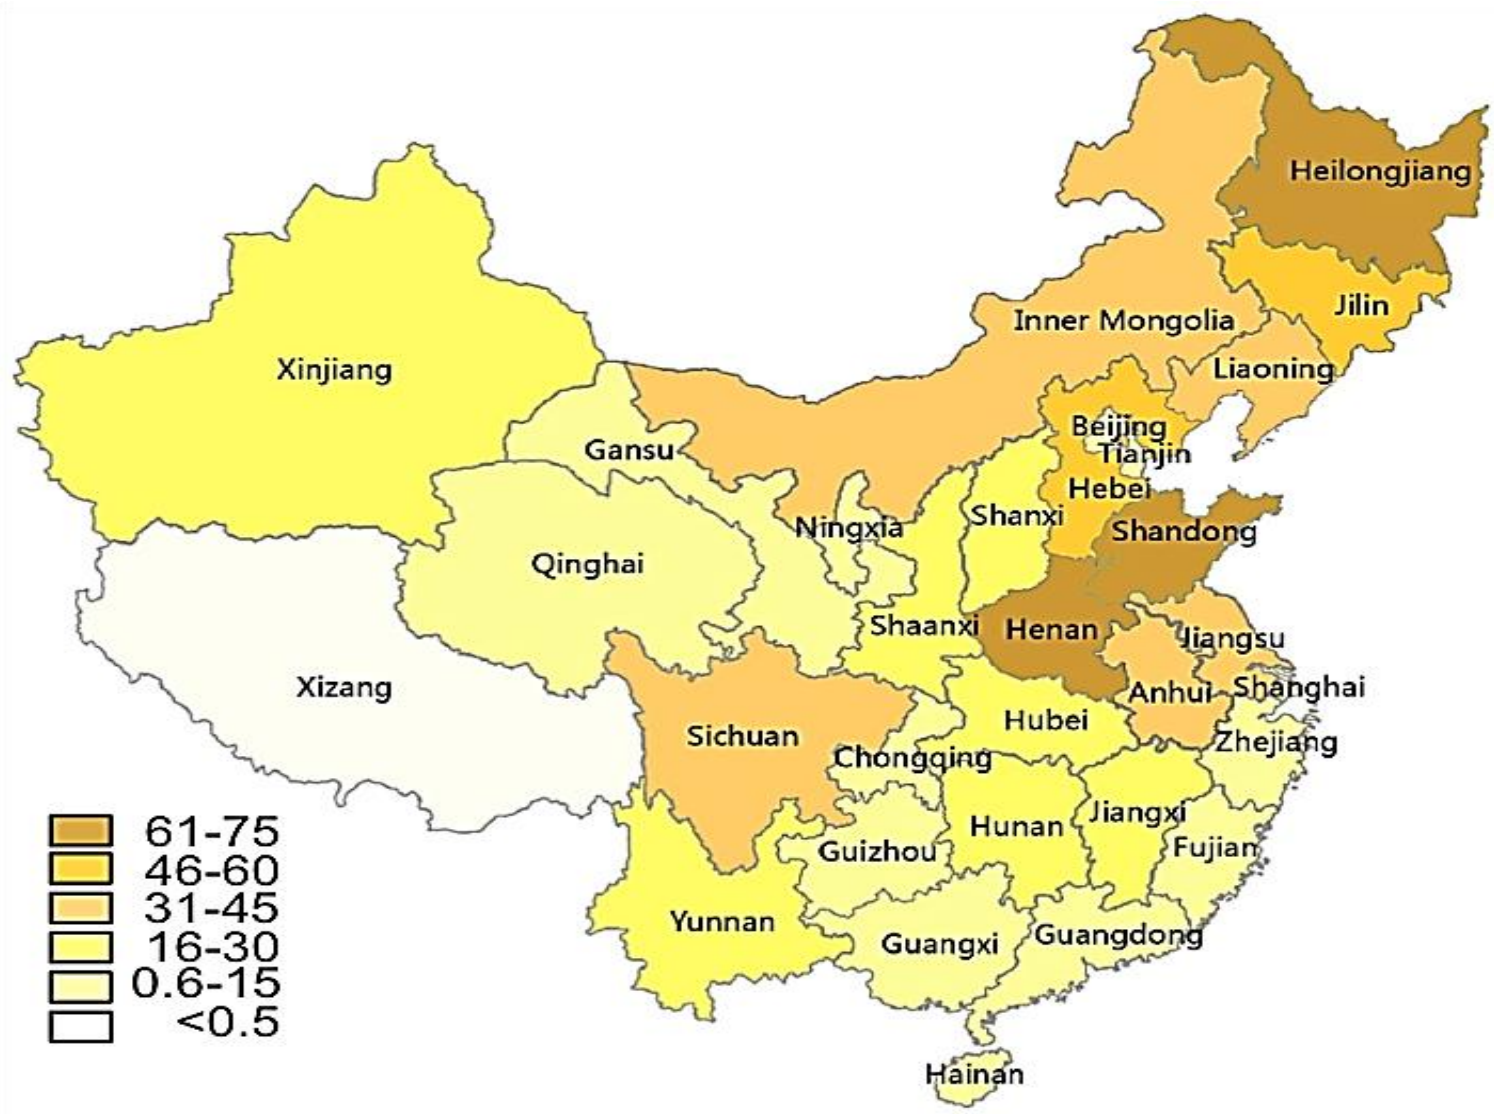 Heilongjiang
Jilin
Inner Mongolia
Liaoning
Xinjiang
Beijing
Gansu
Tianjin
Hebei
Shanxi
Ningxia
Shandong
Qinghai
Shaanxi
Henan
Jiangsu
Xizang
Anhui
Shanghai
Hubei
Sichuan
Zhejiang
Chongqing
Jiangxi
Hunan
Guizhou
Fujian
Yunnan
Guangxi
Guangdong
Hainan
61-75
46-60
31-45
16-30
0.6-15
<0.5